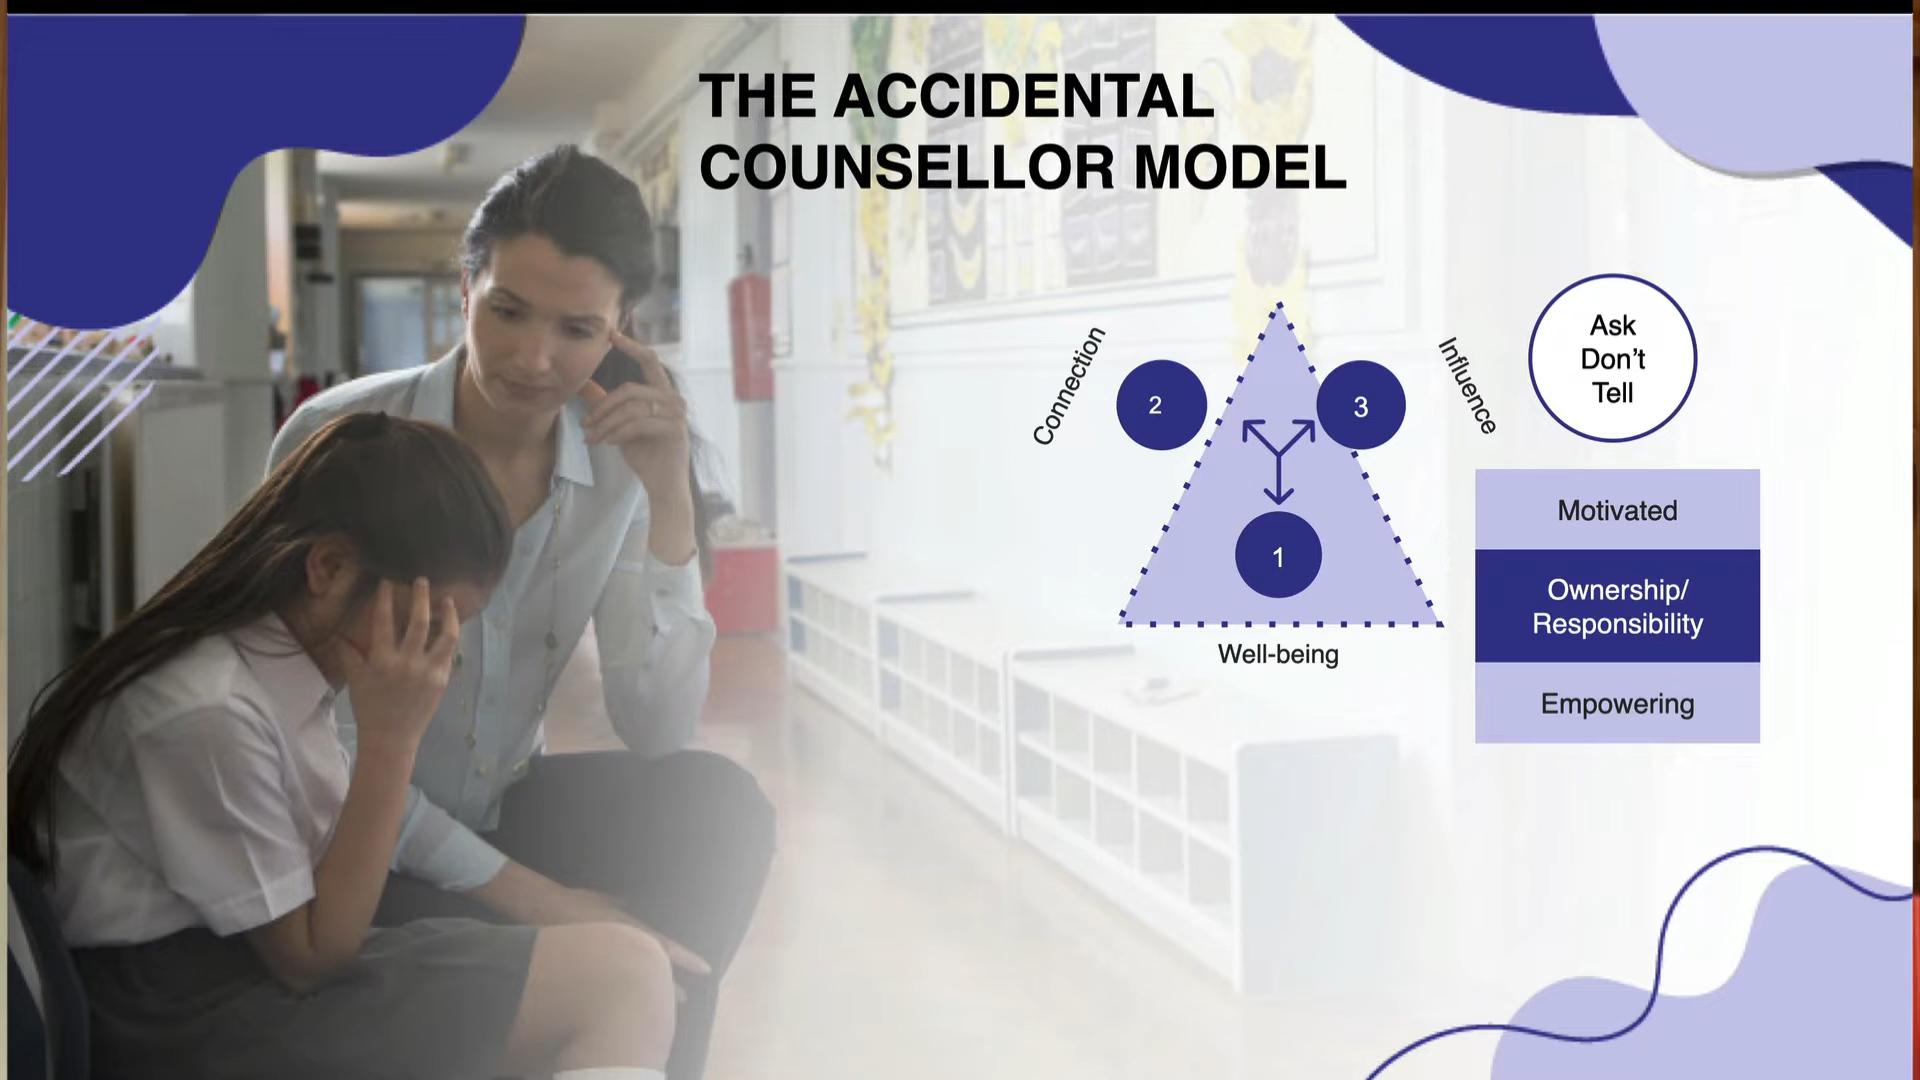 THE ACCIDENTAL
COUNSELLOR MODEL
Connection
2
3
Influence
1
Well-being
Ask
Don't
Tell
Motivated
Ownership/
Responsibility
Empowering